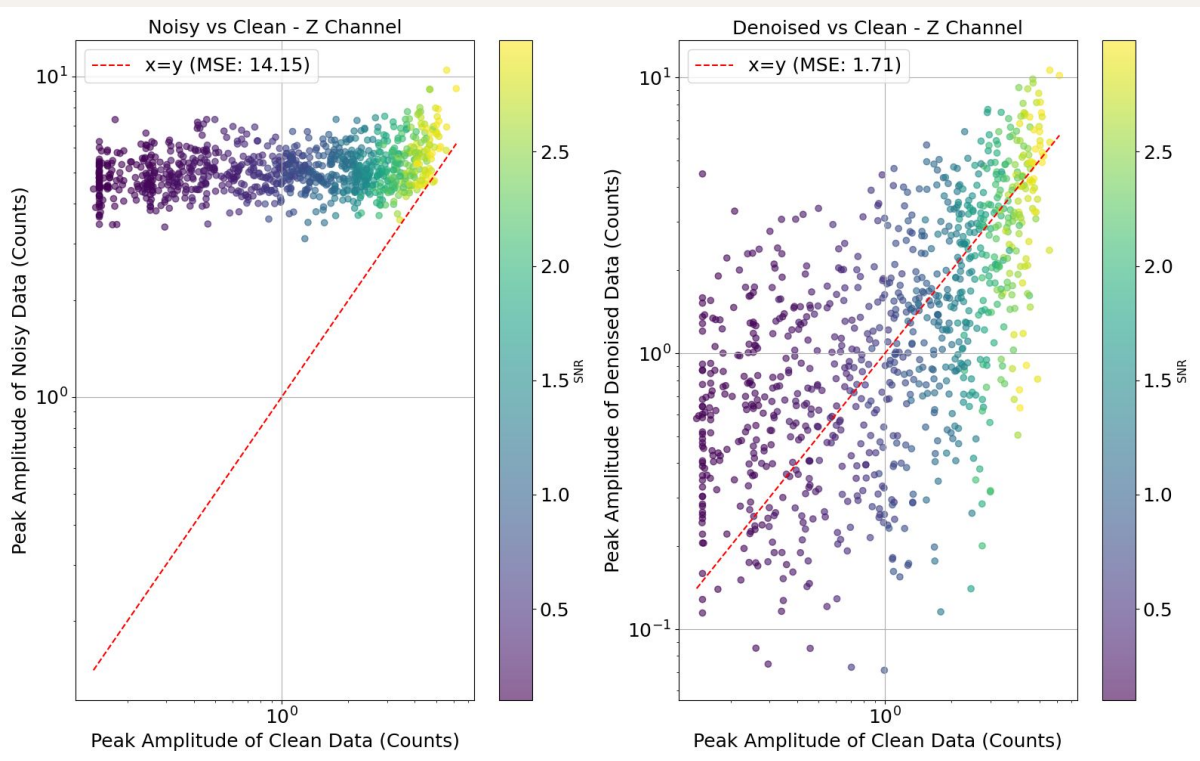 Noisy vs Clean - Z Channel
x=y (MSE: 14.15)
10¹
10⁰
Peak Amplitude of Noisy Data (Counts)
10⁰
Peak Amplitude of Clean Data (Counts)
2.5
2.0
1.5
1.0
0.5
SNR
Denoised vs Clean - Z Channel
x=y (MSE: 1.71)
10¹
10⁰
10⁻¹
Peak Amplitude of Denoised Data (Counts)
10⁰
Peak Amplitude of Clean Data (Counts)
2.5
2.0
1.5
1.0
0.5
SNR